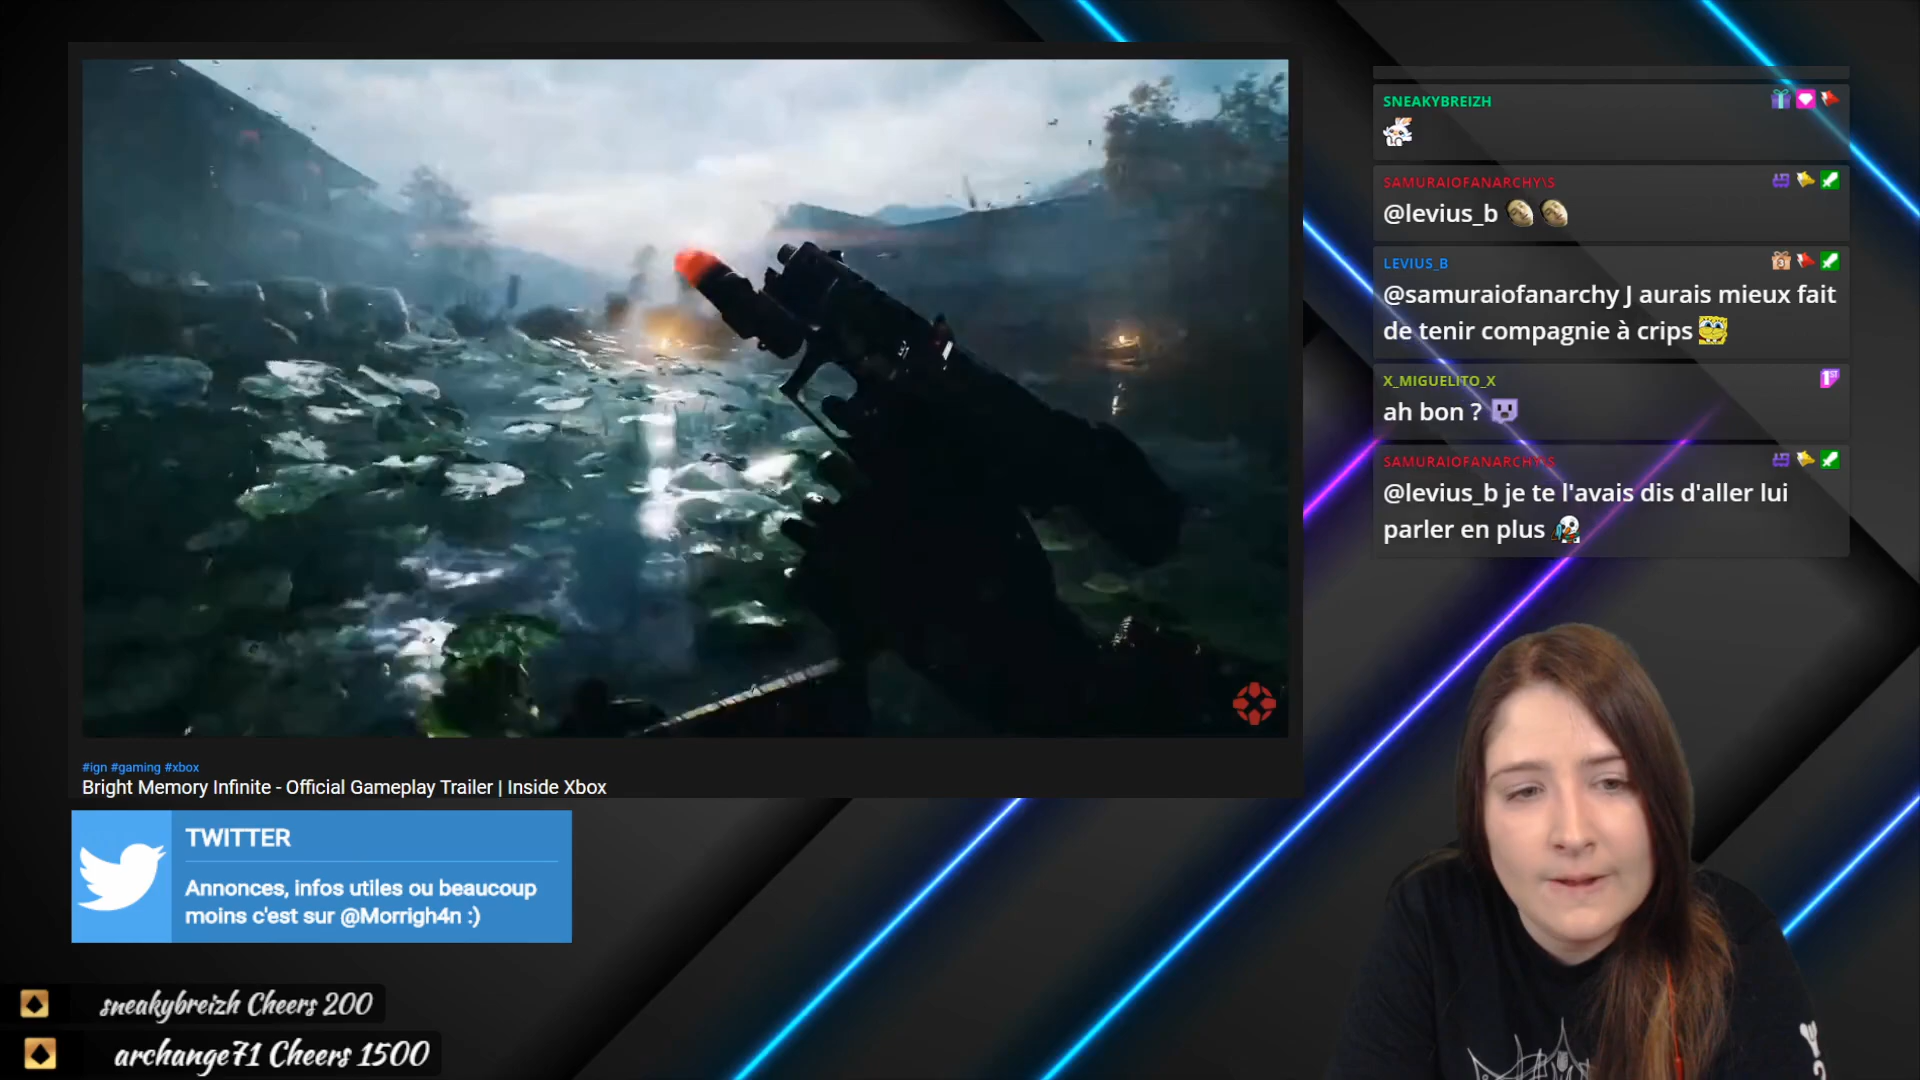 SNEAKYBREIZH
SAMURAIOFANARCHY\S
@levius_b
LEVIUS_B
@samuraiofanarchy J aurais mieux fait
de tenir compagnie à crips
X_MIGUELITO_X
1ST
ah bon ?
SAMURAIOFANARCHY\S
@levius_b je te l'avais dis d'aller lui
parler en plus
#ign #gaming #xbox
Bright Memory Infinite - Official Gameplay Trailer | Inside Xbox
TWITTER
Annonces, infos utiles ou beaucoup
moins c'est sur @Morrigh4n :)
sneakybreizh Cheers 200
archange71 Cheers 1500